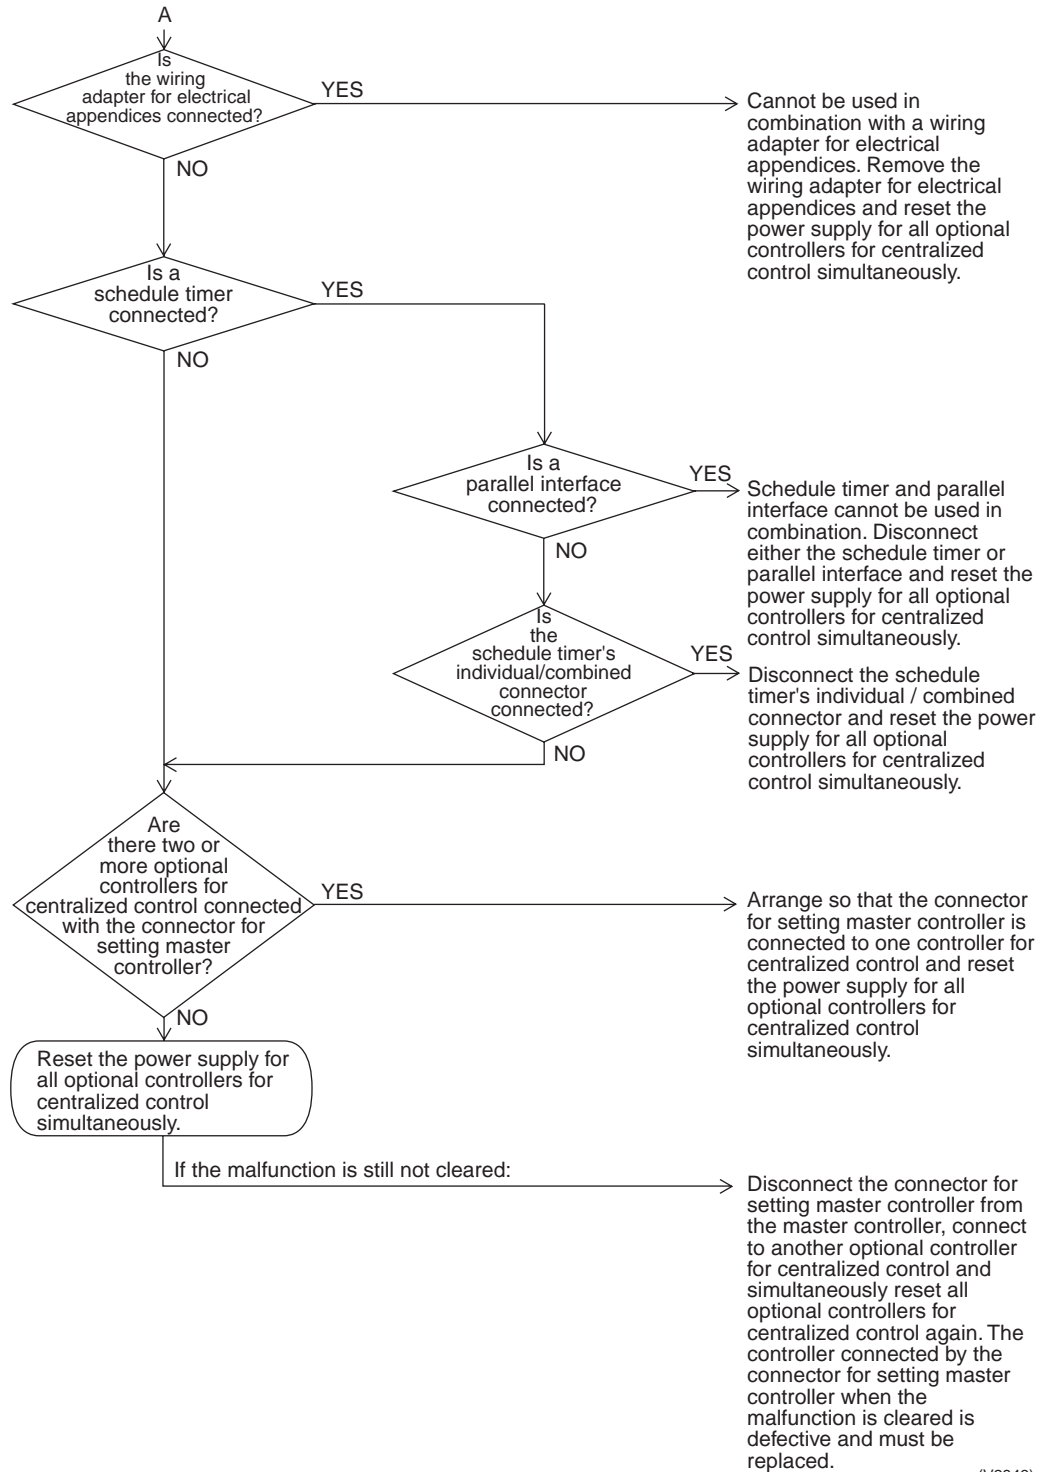 A
Is
the wiring
adapter for electrical
appendices connected?
YES
NO
Cannot be used in
combination with a wiring
adapter for electrical
appendices. Remove the
wiring adapter for electrical
appendices and reset the
power supply for all optional
controllers for centralized
control simultaneously.
Is a
schedule timer
connected?
YES
NO
Is a
parallel interface
connected?
YES
NO
Schedule timer and parallel
interface cannot be used in
combination. Disconnect
either the schedule timer or
parallel interface and reset the
power supply for all optional
controllers for centralized
control simultaneously.
Is
the
schedule timer's
individual/combined
connector
connected?
YES
NO
Disconnect the schedule
timer's individual / combined
connector and reset the power
supply for all optional
controllers for centralized
control simultaneously.
Are
there two or
more optional
controllers for
centralized control connected
with the connector for
setting master
controller?
YES
NO
Arrange so that the connector
for setting master controller is
connected to one controller for
centralized control and reset
the power supply for all
optional controllers for
centralized control
simultaneously.
Reset the power supply for
all optional controllers for
centralized control
simultaneously.
If the malfunction is still not cleared:
Disconnect the connector for
setting master controller from
the master controller, connect
to another optional controller
for centralized control and
simultaneously reset all
optional controllers for
centralized control again. The
controller connected by the
connector for setting master
controller when the
malfunction is cleared is
defective and must be
replaced.